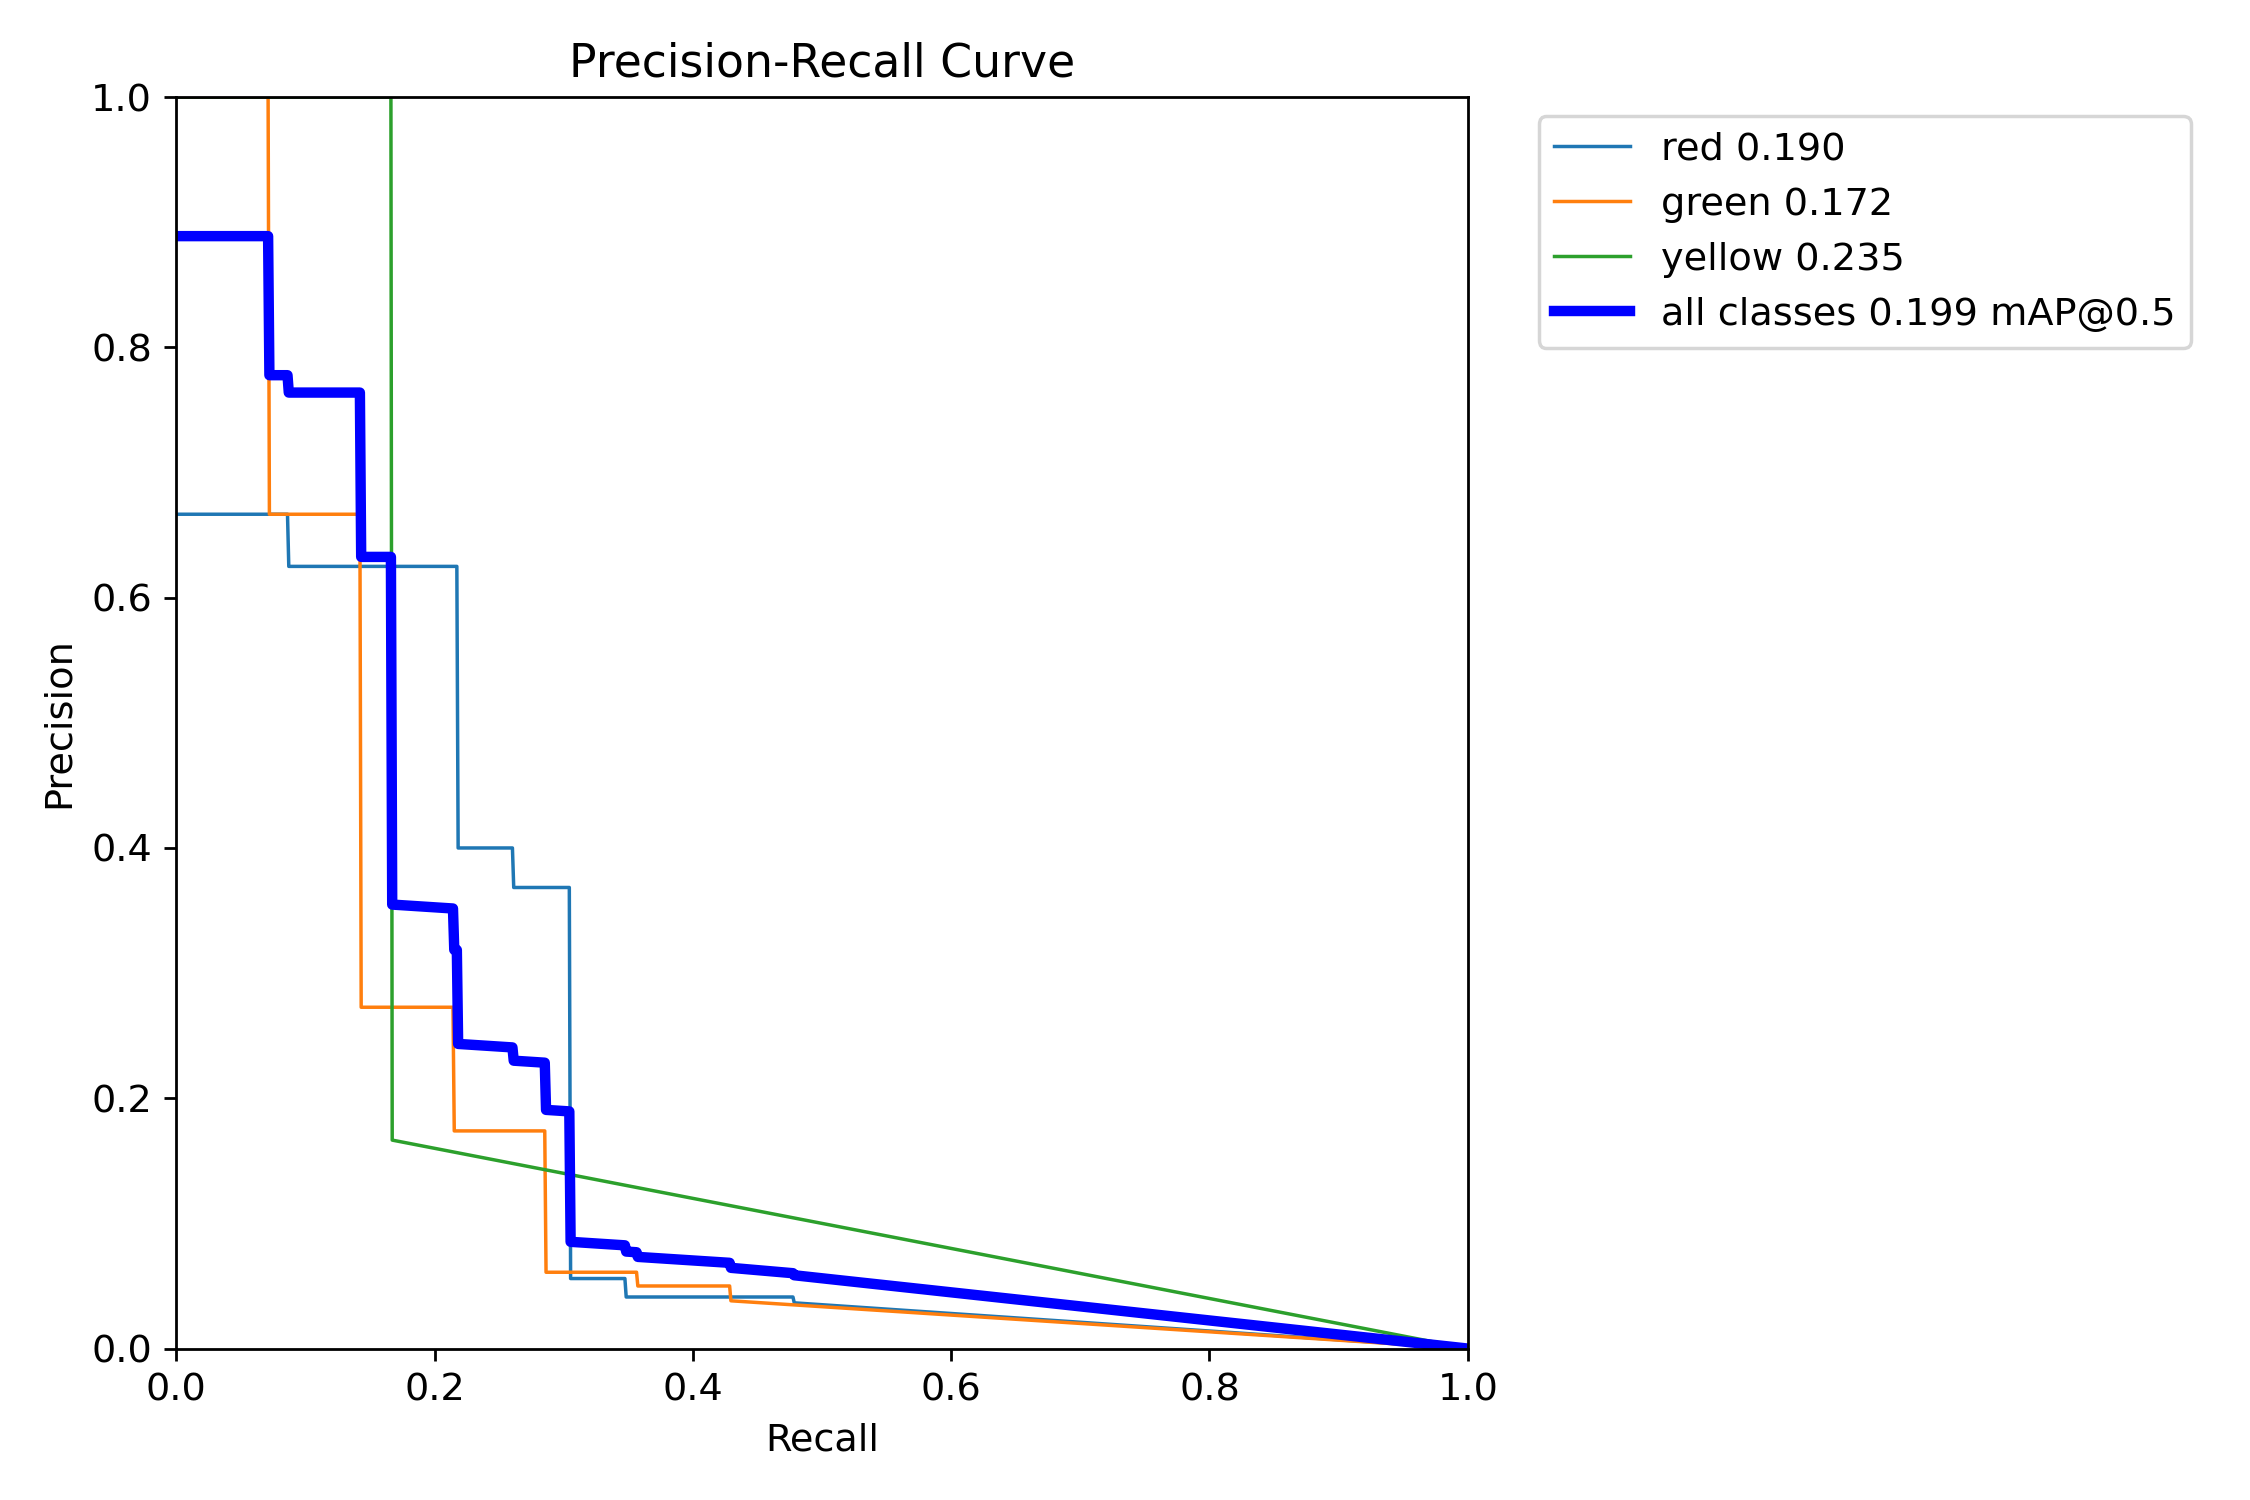 Precision-Recall Curve
1.0
0.8
0.6
0.4
0.2
0.0
Precision
0.0 0.2 0.4 0.6 0.8 1.0
Recall
red 0.190
green 0.172
yellow 0.235
all classes 0.199 mAP@0.5